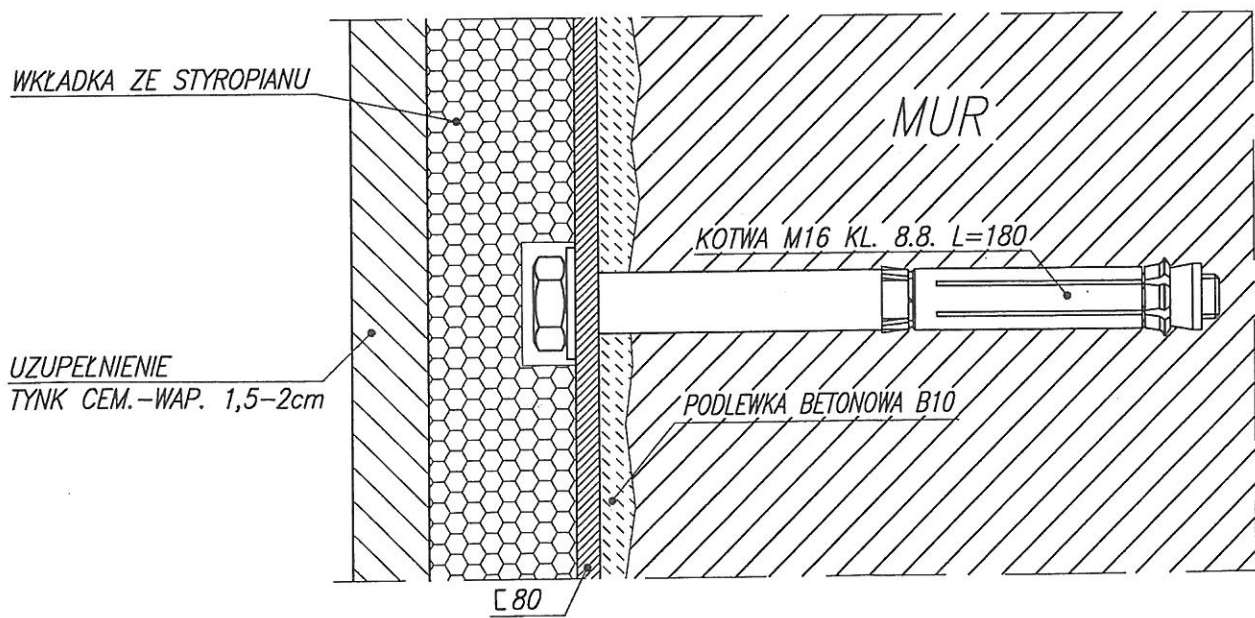 WKŁADKA ZE STYROPIANU
MUR
KOTWA M16 KL. 8.8. L=180
UZUPEŁNIENIE
TYNK CEM.-WAP. 1,5-2cm
PODLEWKA BETONOWA B10
[80